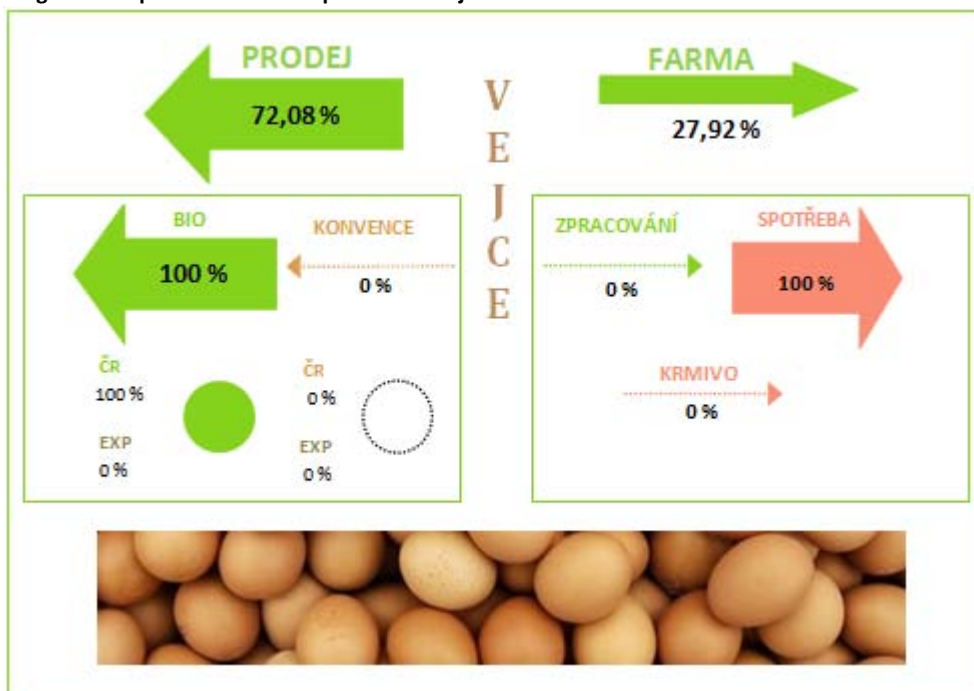 PRODEJ
72,08 %
FARMA
27,92 %
VEJCE
BIO
100 %
KONVENCE
0 %
ČR
100 %
EXP
0 %
ČR
0 %
EXP
0 %
ZPRACOVÁNÍ
0 %
SPOTŘEBA
100 %
KRMIVO
0 %